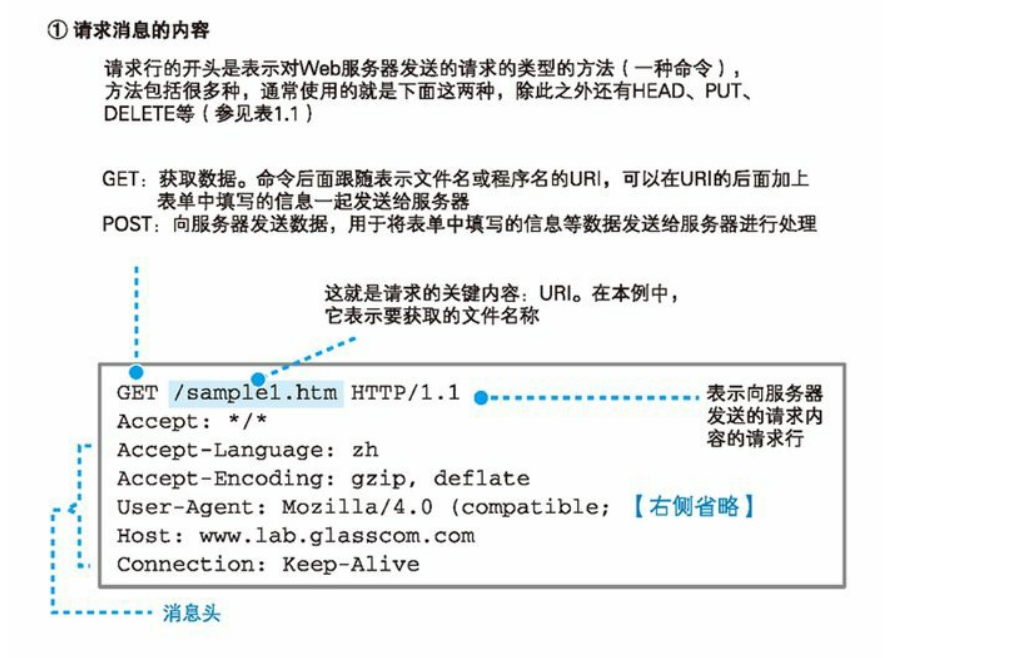 ① 请求消息的内容
请求行的开头是表示对Web服务器发送的请求的类型的方法（一种命令），
方法包括很多种，通常使用的就是下面这两种，除此之外还有HEAD、PUT、
DELETE等（参见表1.1）
GET：获取数据。命令后面跟随表示文件名或程序名的URI，可以在URI的后面加上
表单中填写的信息一起发送给服务器
POST：向服务器发送数据，用于将表单中填写的信息等数据发送给服务器进行处理
这就是请求的关键内容：URI。在本例中，
它表示要获取的文件名称
GET /sample1.htm HTTP/1.1
表示向服务器
发送的请求内
容的请求行
Accept: */*
Accept-Language: zh
Accept-Encoding: gzip, deflate
User-Agent: Mozilla/4.0 (compatible; 【右侧省略】
Host: www.lab.glasscom.com
Connection: Keep-Alive
消息头